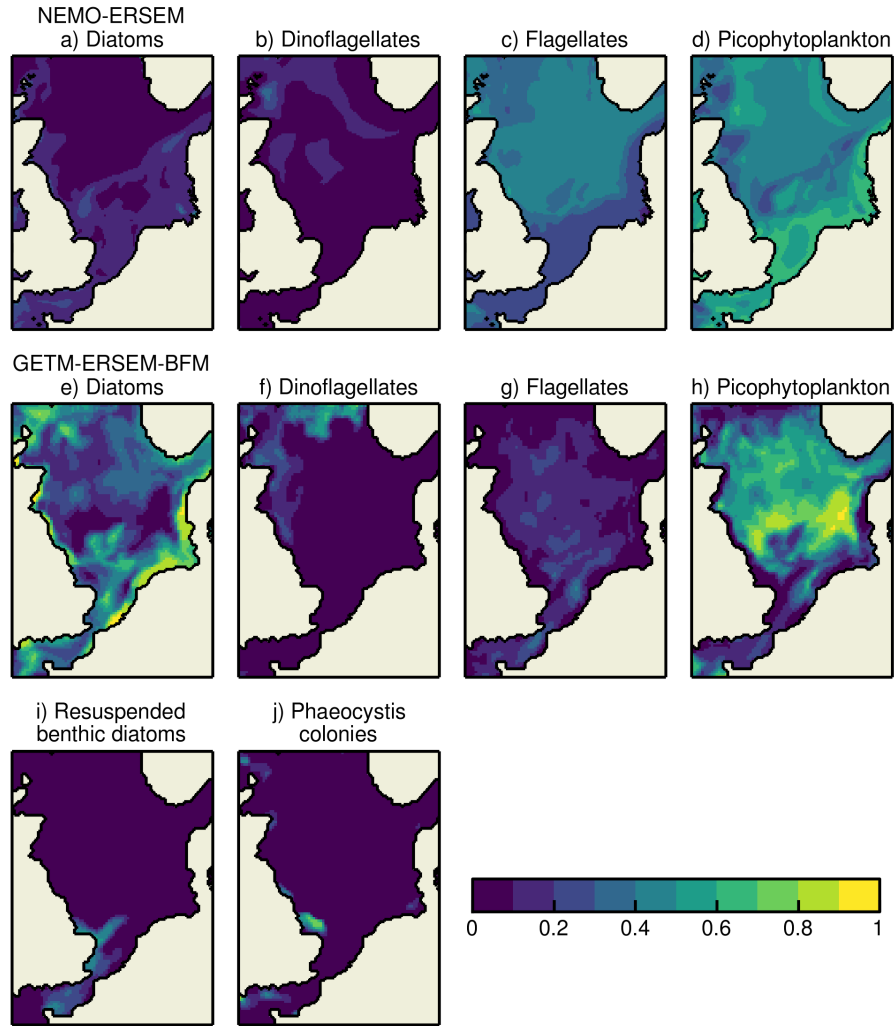 NEMO-ERSEM
a) Diatoms
b) Dinoflagellates
c) Flagellates
d) Picophytoplankton
GETM-ERSEM-BFM
e) Diatoms
f) Dinoflagellates
g) Flagellates
h) Picophytoplankton
i) Resuspended
benthic diatoms
j) Phaeocystis
colonies
0 0.2 0.4 0.6 0.8 1